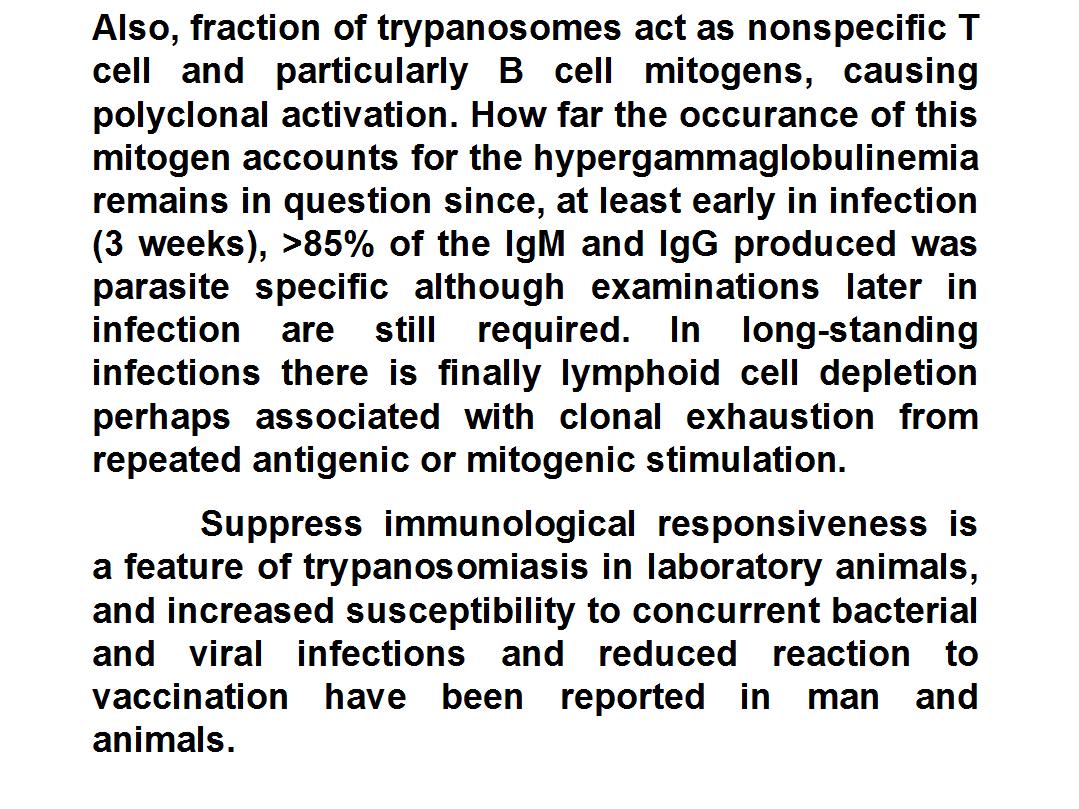 Also, fraction of trypanosomes act as nonspecific T
cell and particularly B cell mitogens, causing
polyclonal activation. How far the occurance of this
mitogen accounts for the hypergammaglobulinemia
remains in question since, at least early in infection
(3 weeks), >85% of the IgM and IgG produced was
parasite specific although examinations later in
infection are still required. In long-standing
infections there is finally lymphoid cell depletion
perhaps associated with clonal exhaustion from
repeated antigenic or mitogenic stimulation.
Suppress immunological responsiveness is
a feature of trypanosomiasis in laboratory animals,
and increased susceptibility to concurrent bacterial
and viral infections and reduced reaction to
vaccination have been reported in man and
animals.